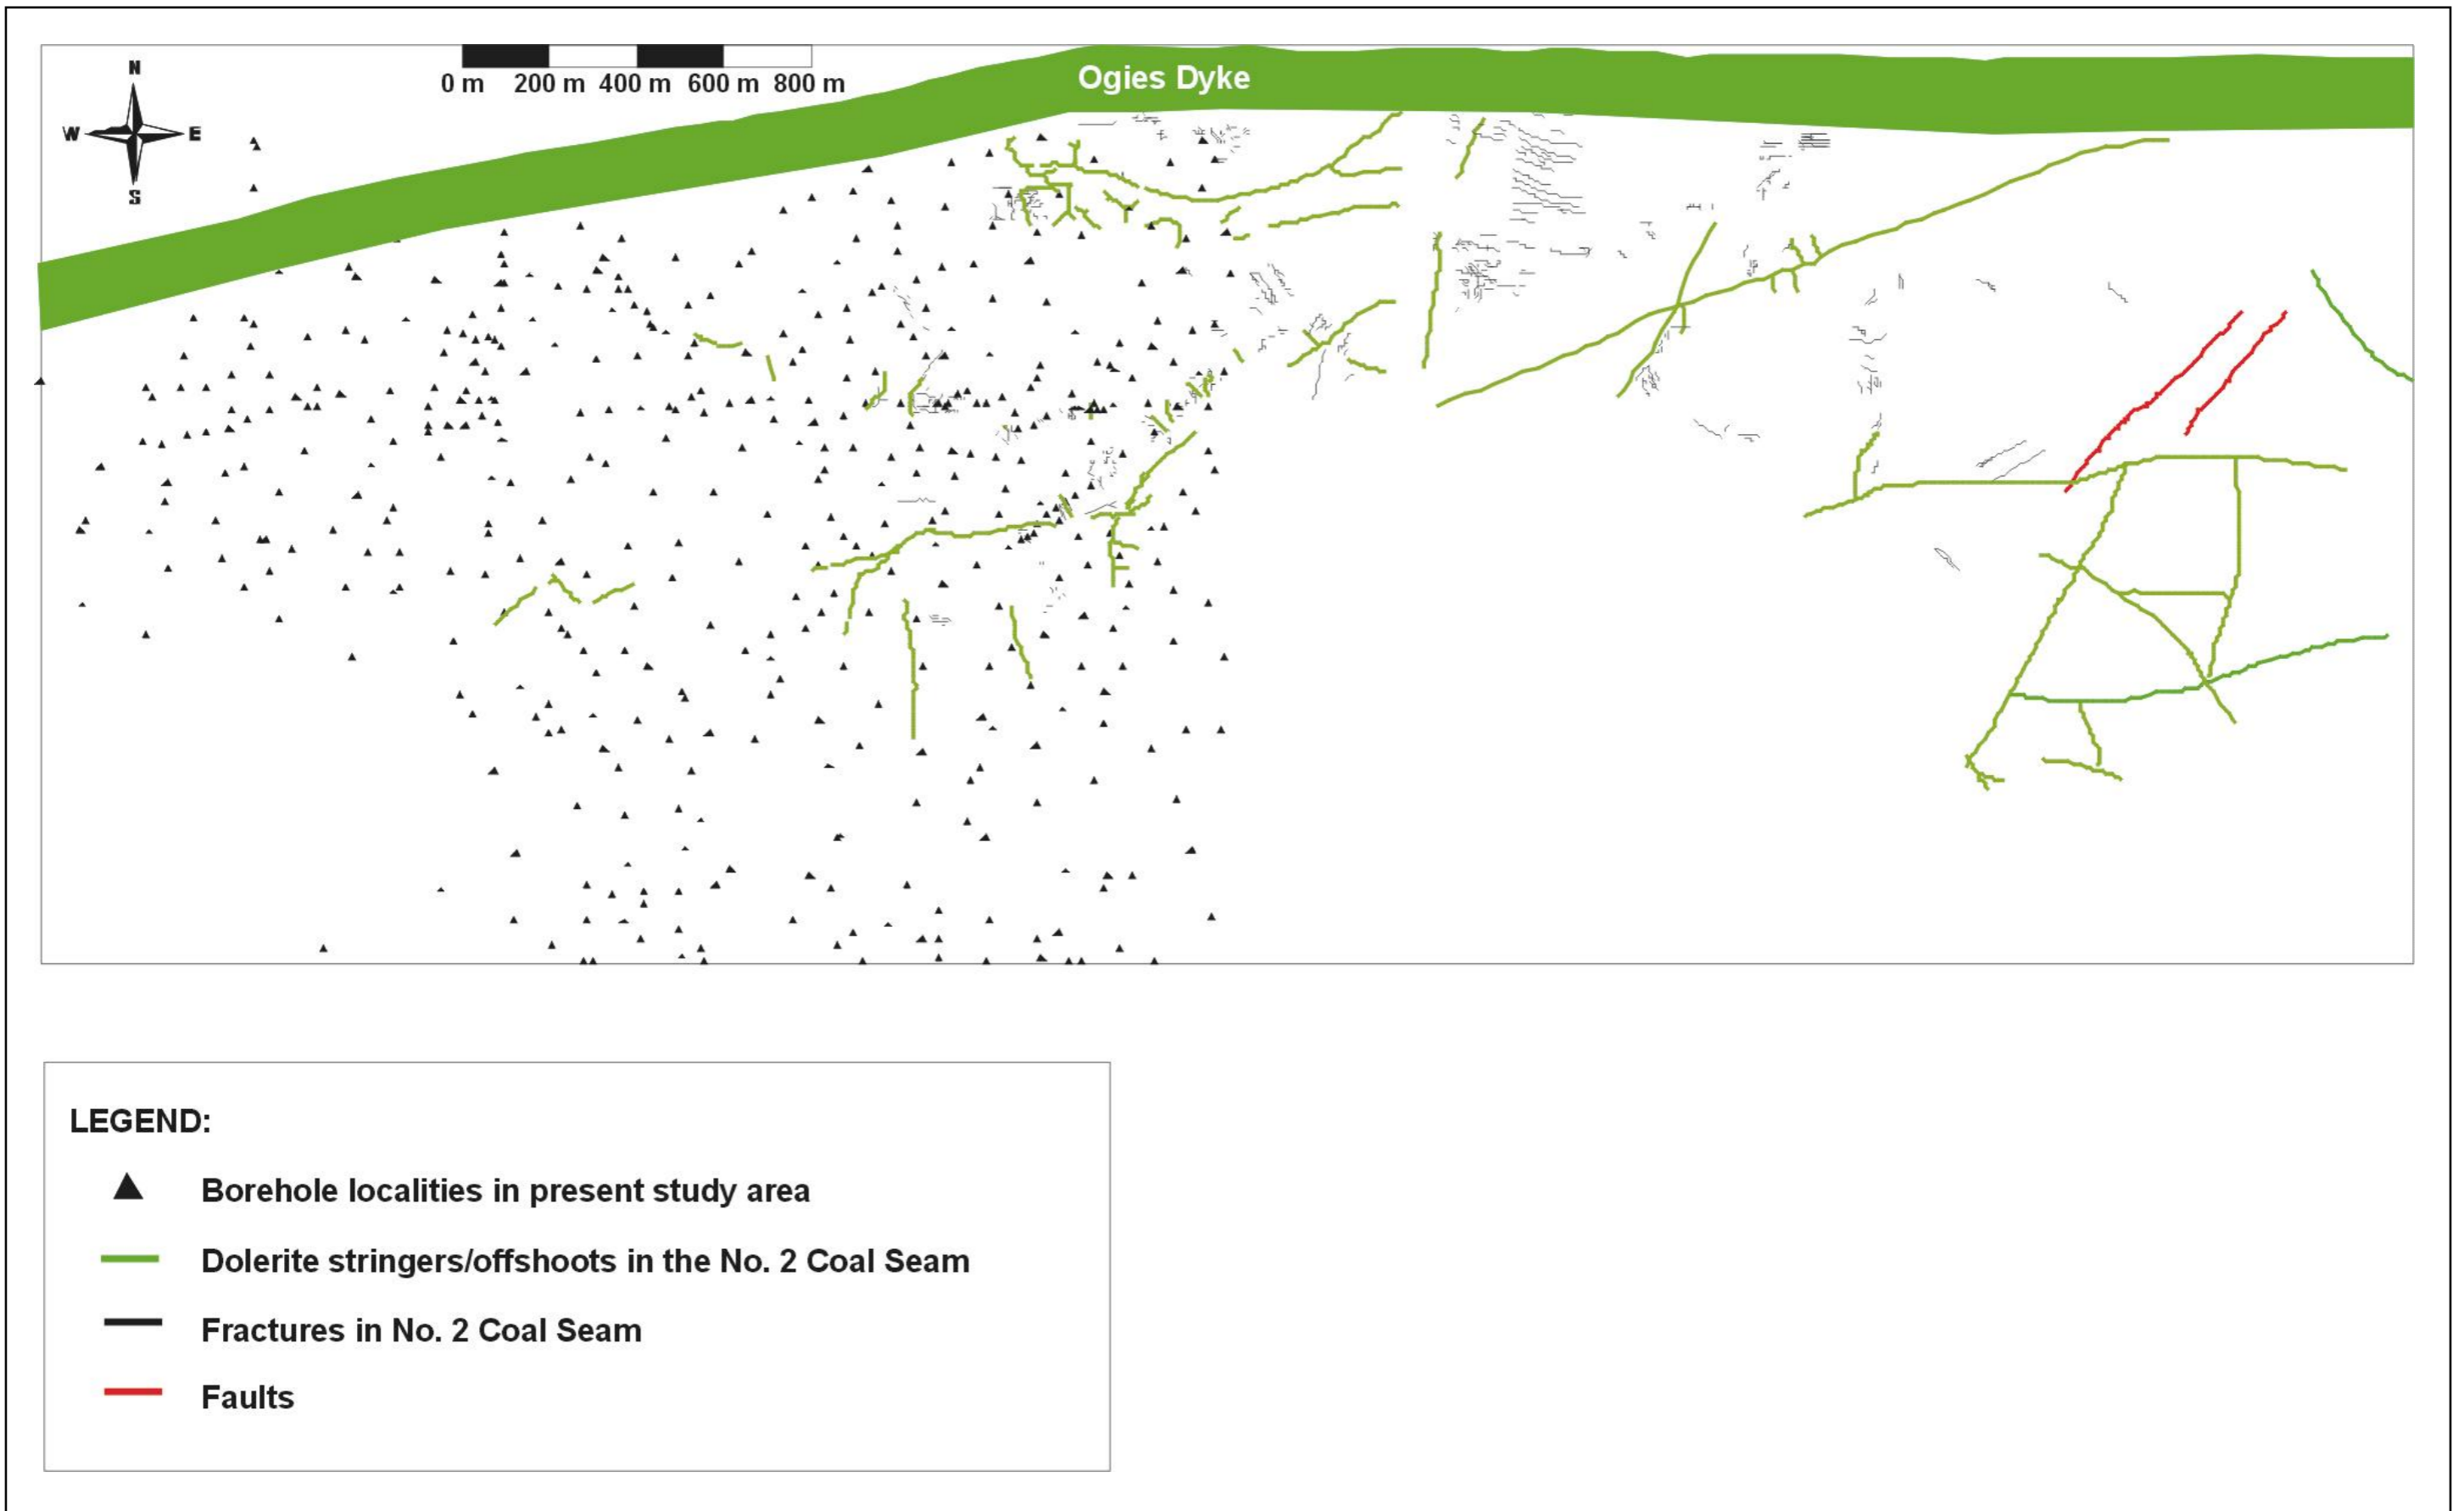 N
W E
S
0 m 200 m 400 m 600 m 800 m
Ogies Dyke
LEGEND:
Borehole localities in present study area
Dolerite stringers/offshoots in the No. 2 Coal Seam
Fractures in No. 2 Coal Seam
Faults